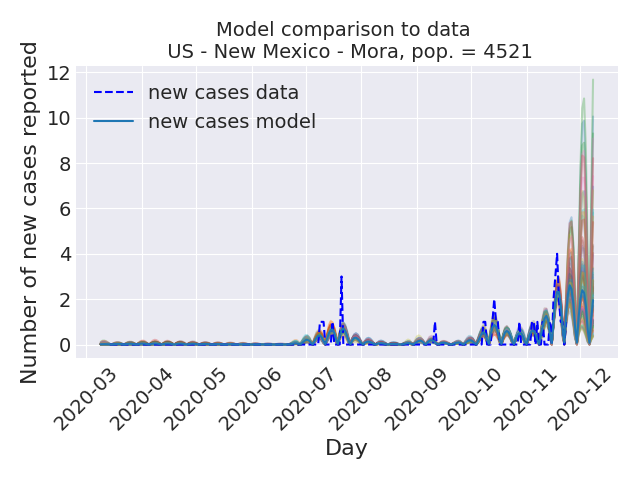 Model comparison to data
US - New Mexico - Mora, pop. = 4521
Number of new cases reported
12
10
8
6
4
2
0
new cases data
new cases model
2020-03
2020-04
2020-05
2020-06
2020-07
2020-08
2020-09
2020-10
2020-11
2020-12
Day